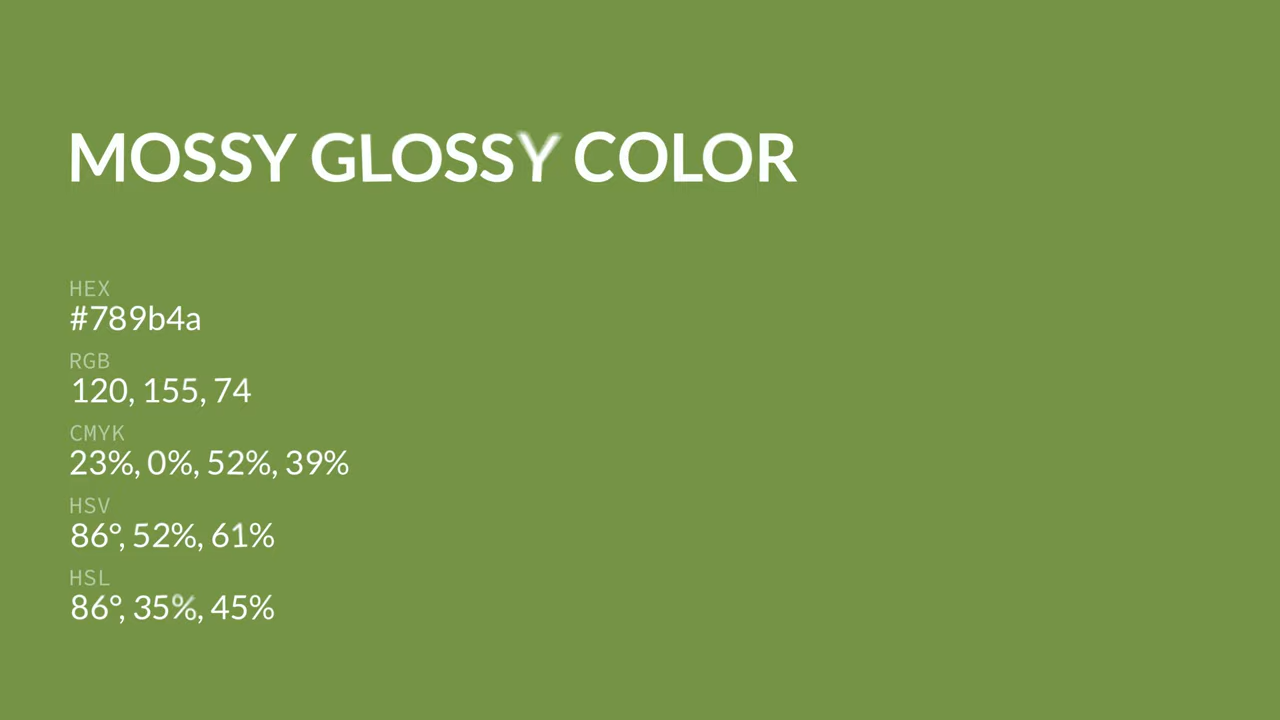 MOSSY GLOSSY COLOR
HEX
#789b4a
RGB
120, 155, 74
CMYK
23%, 0%, 52%, 39%
HSV
86°, 52%, 61%
HSL
86°, 35%, 45%